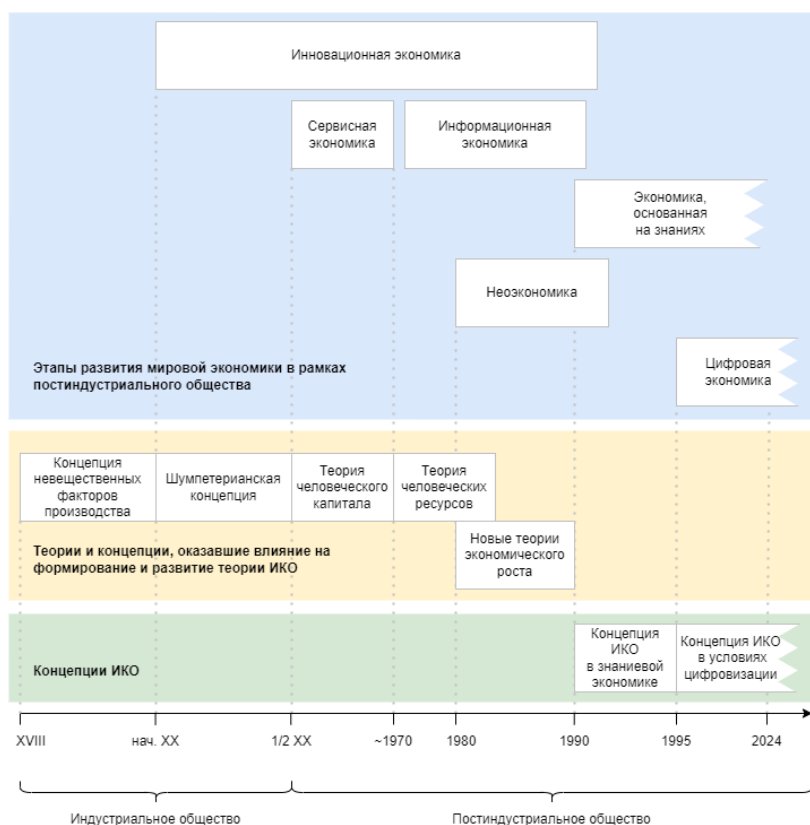 Инновационная экономика
Сервисная
экономика
Информационная
экономика
Экономика,
основанная
на знаниях
Неоэкономика
Этапы развития мировой экономики в рамках
постиндустриального общества
Цифровая
экономика
Концепция
невещественных
факторов
производства
Шумпетерианская
концепция
Теория
человеческого
капитала
Теория
человеческих
ресурсов
Теории и концепции, оказавшие влияние на
формирование и развитие теории ИКО
Новые теории
экономического
роста
Концепции ИКО
Концепция
ИКО
в знаниевой
экономике
Концепция ИКО
в условиях
цифровизации
XVIII
нач. XX
1/2 XX
~1970
1980
1990
1995
2024
Индустриальное общество
Постиндустриальное общество